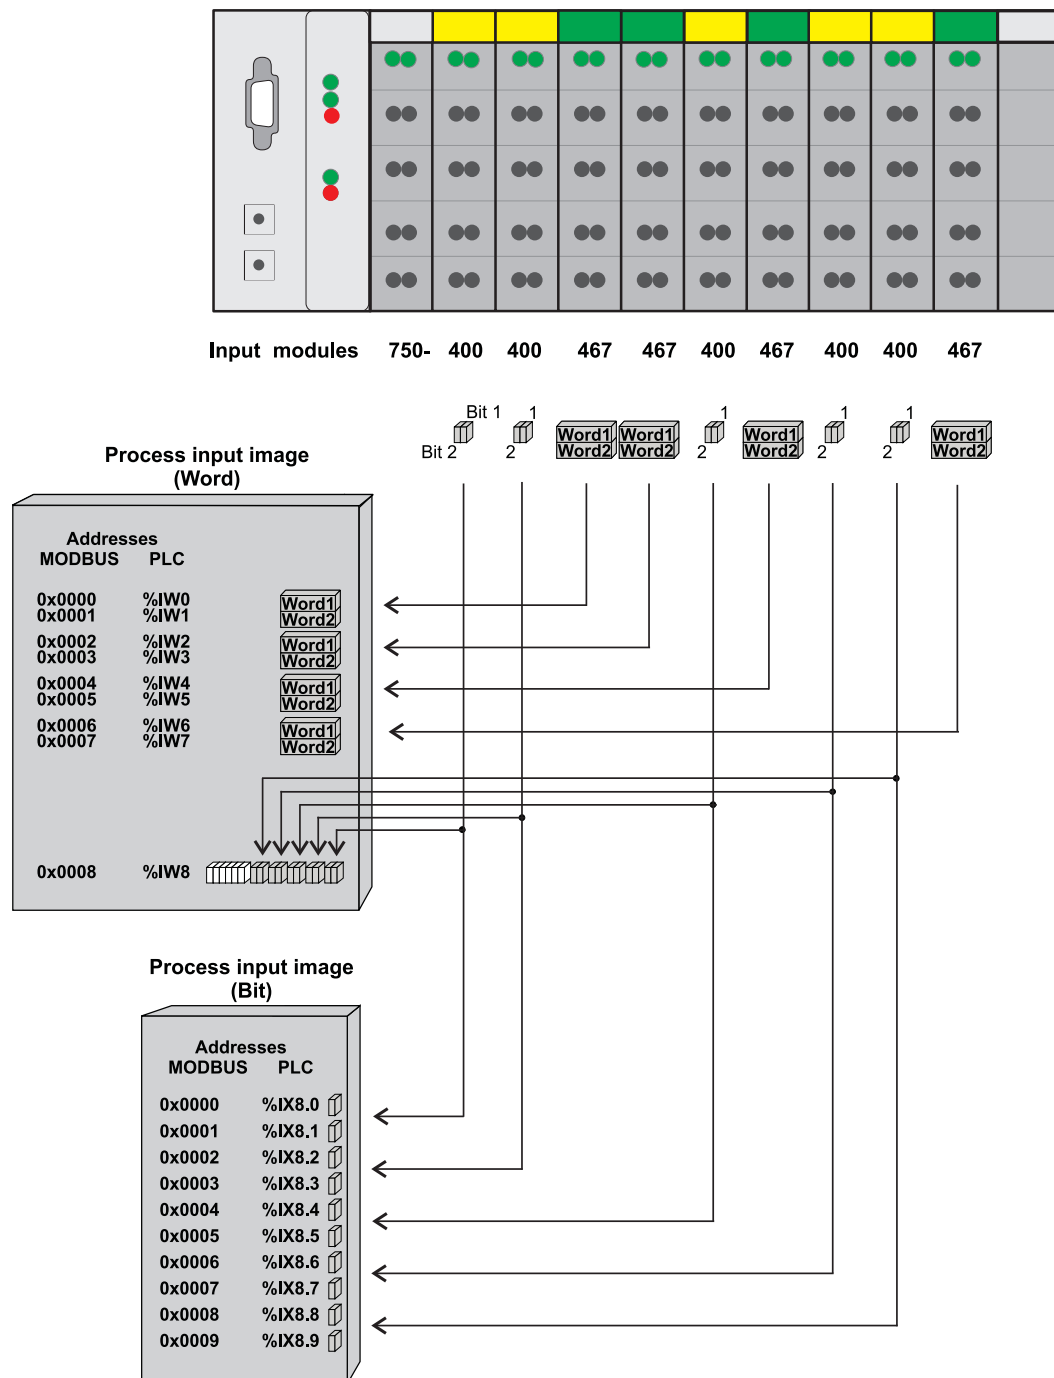 Input modules 750- 400 400 467 467 400 467 400 400 467
Bit 1 1 1 1 1
Word1 Word1 Word1 Word1
Bit 2 2 Word2 Word2 2 Word2 2 2 Word2
Process input image
(Word)
Addresses
MODBUS PLC
0x0000 %IW0 Word1
0x0001 %IW1 Word2
0x0002 %IW2 Word1
0x0003 %IW3 Word2
0x0004 %IW4 Word1
0x0005 %IW5 Word2
0x0006 %IW6 Word1
0x0007 %IW7 Word2
0x0008 %IW8
Process input image
(Bit)
Addresses
MODBUS PLC
0x0000 %IX8.0
0x0001 %IX8.1
0x0002 %IX8.2
0x0003 %IX8.3
0x0004 %IX8.4
0x0005 %IX8.5
0x0006 %IX8.6
0x0007 %IX8.7
0x0008 %IX8.8
0x0009 %IX8.9